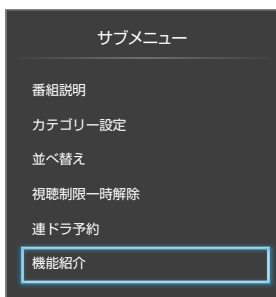 サブメニュー
番組説明
カテゴリー設定
並べ替え
視聴制限一時解除
連ドラ予約
機能紹介